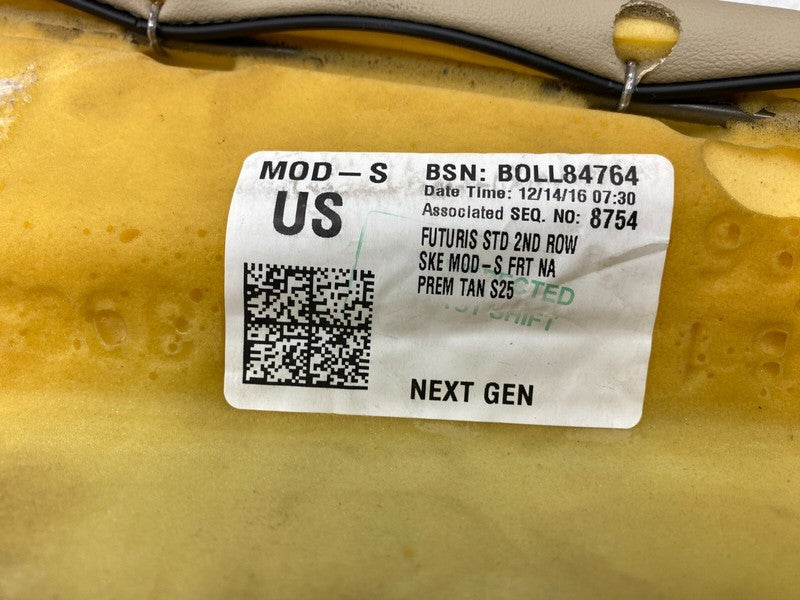 MOD-S
US
BSN: BOLL84764
Date Time: 12/14/16 07:30
Associated SEQ. NO: 8754
FUTURIS STD 2ND ROW
SKE MOD-S FRT NA
PREM TAN S25
SHIFT
NEXT GEN